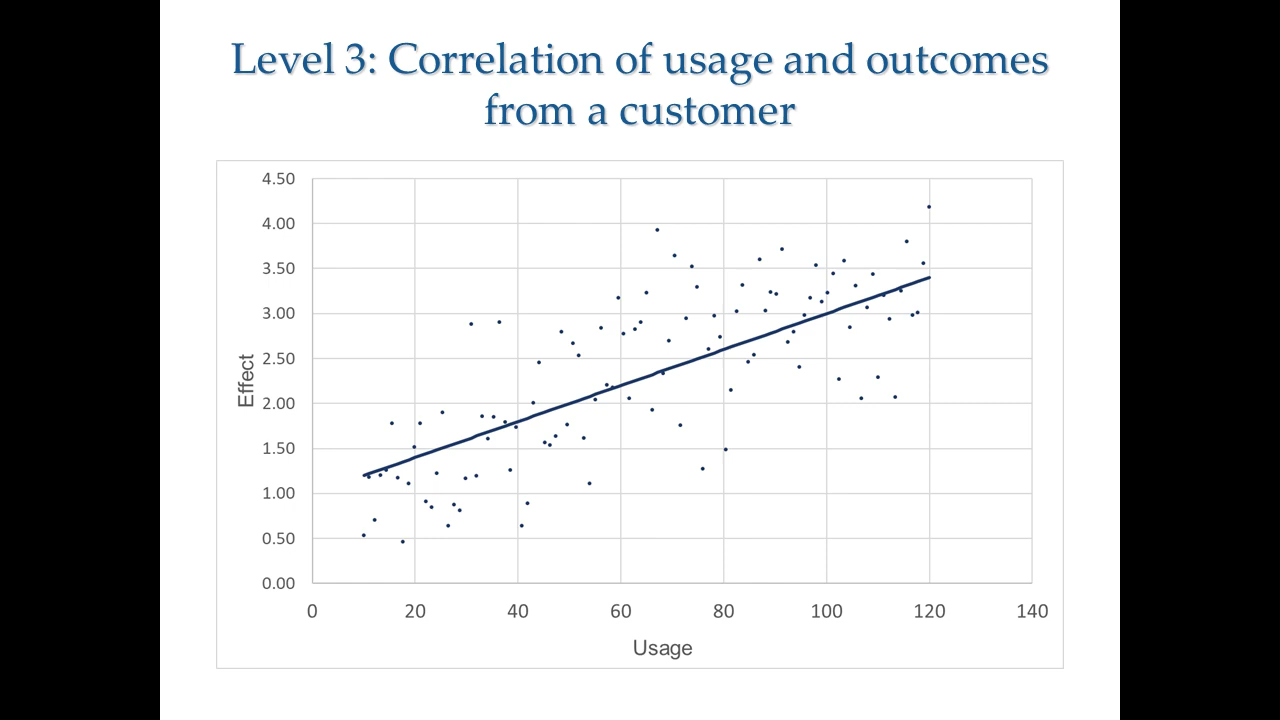 Level 3: Correlation of usage and outcomes
from a customer
4.50
4.00
3.50
3.00
2.50
2.00
1.50
1.00
0.50
0.00
Effect
0 20 40 60 80 100 120 140
Usage